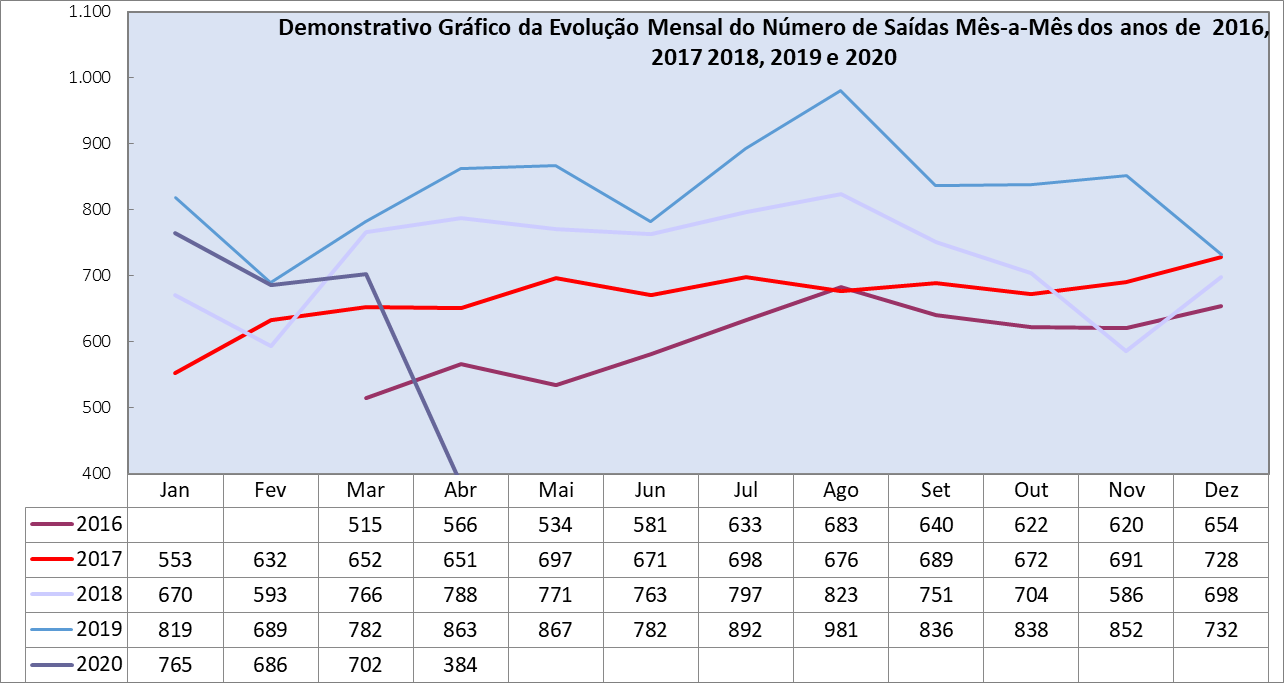 Demonstrativo Gráfico da Evolução Mensal do Número de Saídas Mês-a-Mês dos anos de 2016,
2017 2018, 2019 e 2020
1.100
1.000
900
800
700
600
500
400
Jan Fev Mar Abr Mai Jun Jul Ago Set Out Nov Dez
2016 515 566 534 581 633 683 640 622 620 654
2017 553 632 652 651 697 671 698 676 689 672 691 728
2018 670 593 766 788 771 763 797 823 751 704 586 698
2019 819 689 782 863 867 782 892 981 836 838 852 732
2020 765 686 702 384